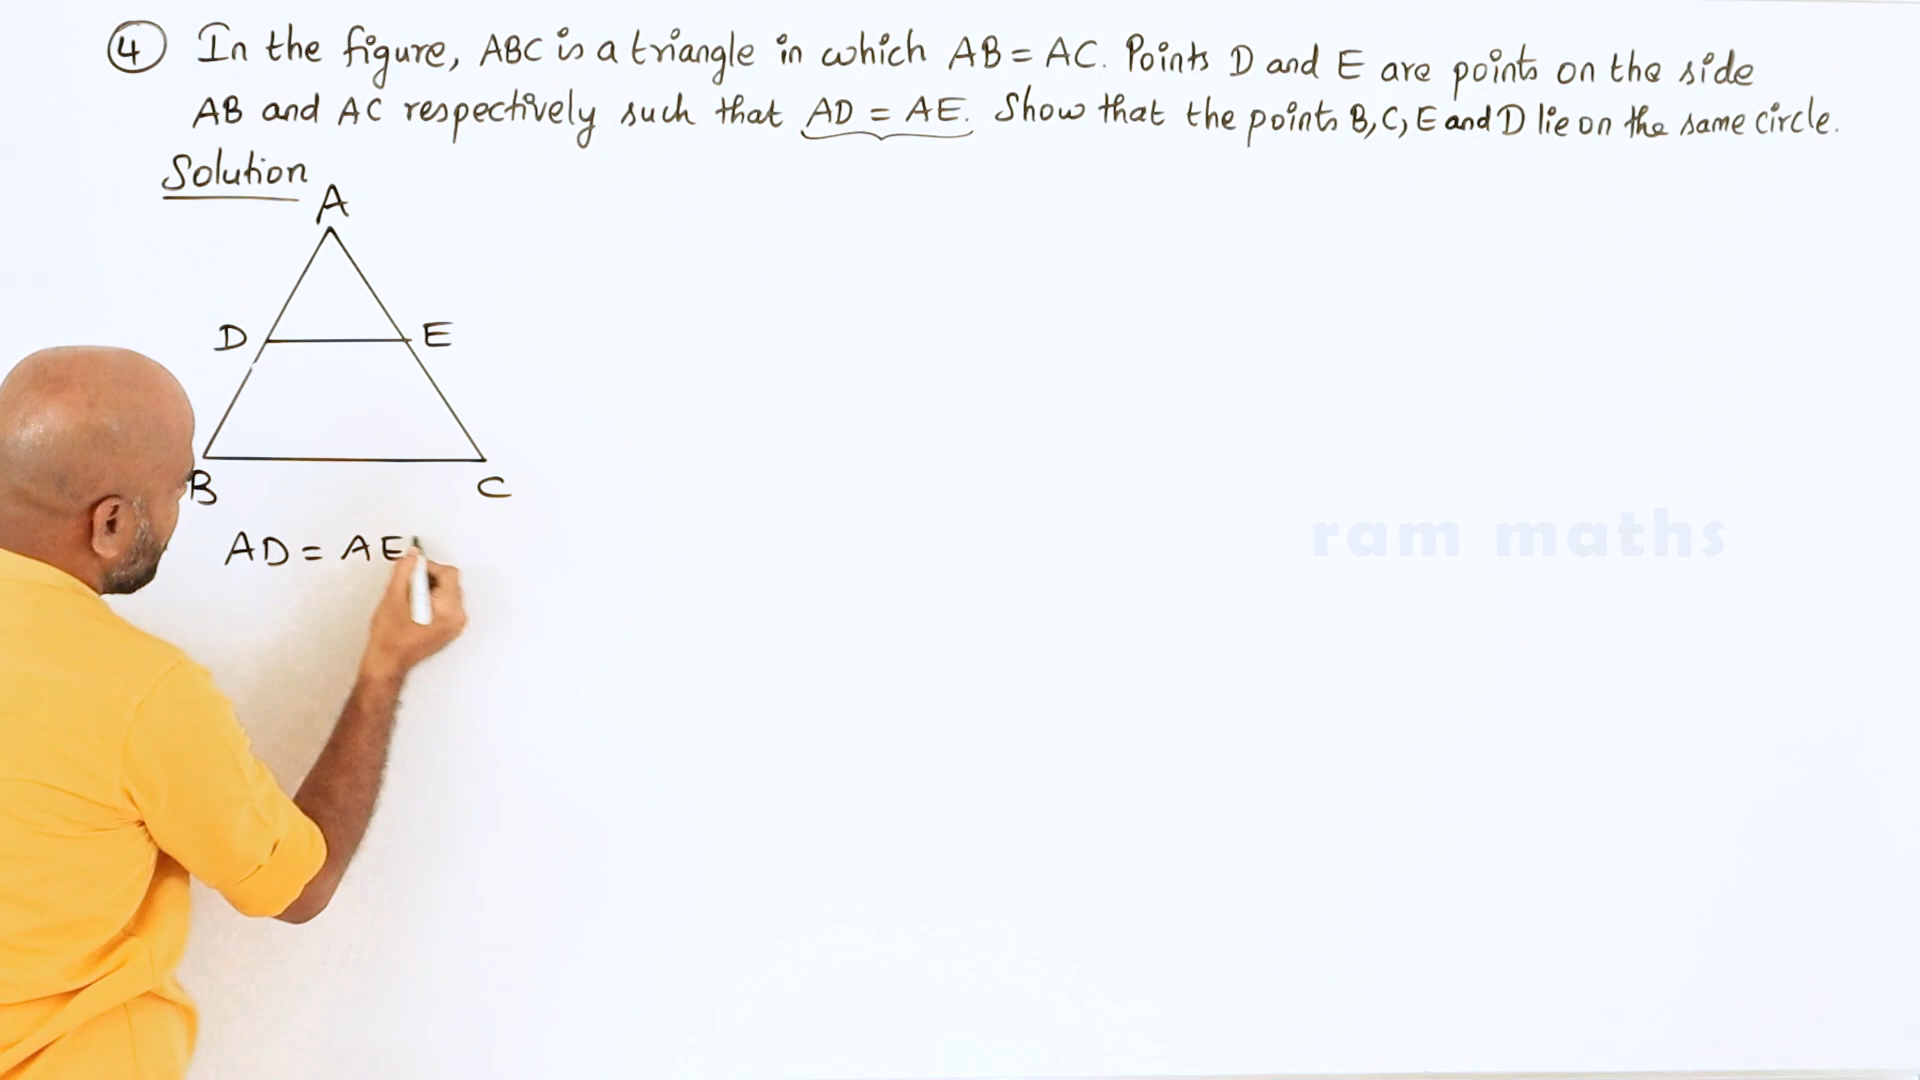 4 In the figure, ABC is a triangle in which AB = AC. Points D and E are points on the side
AB and AC respectively such that AD = AE. Show that the points B, C, E and D lie on the same circle.
Solution
A
D E
B C
AD = AE
ram maths